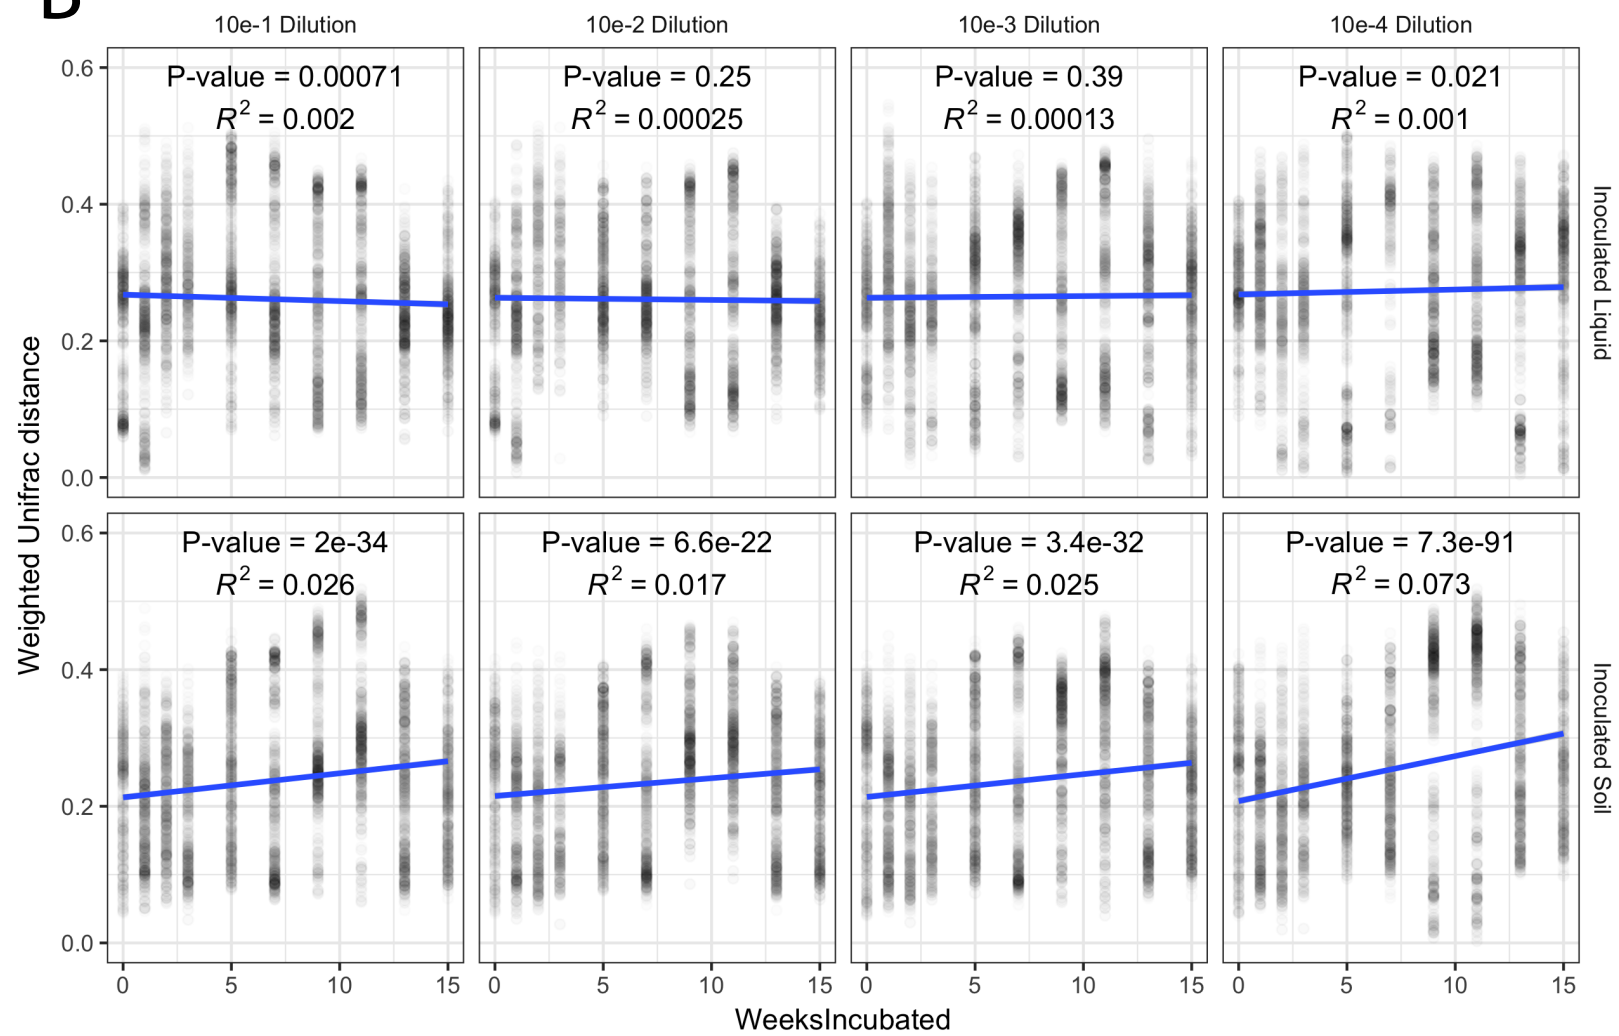 B
10e-1 Dilution 10e-2 Dilution 10e-3 Dilution 10e-4 Dilution
P-value = 0.00071 P-value = 0.25 P-value = 0.39 P-value = 0.021
R² = 0.002 R² = 0.00025 R² = 0.00013 R² = 0.001
0.6
0.4
0.2
0.0
Inoculated Liquid
Weighted Unifrac distance
P-value = 2e-34 P-value = 6.6e-22 P-value = 3.4e-32 P-value = 7.3e-91
R² = 0.026 R² = 0.017 R² = 0.025 R² = 0.073
0.6
0.4
0.2
0.0
Inoculated Soil
0 5 10 15 0 5 10 15 0 5 10 15 0 5 10 15
WeeksIncubated